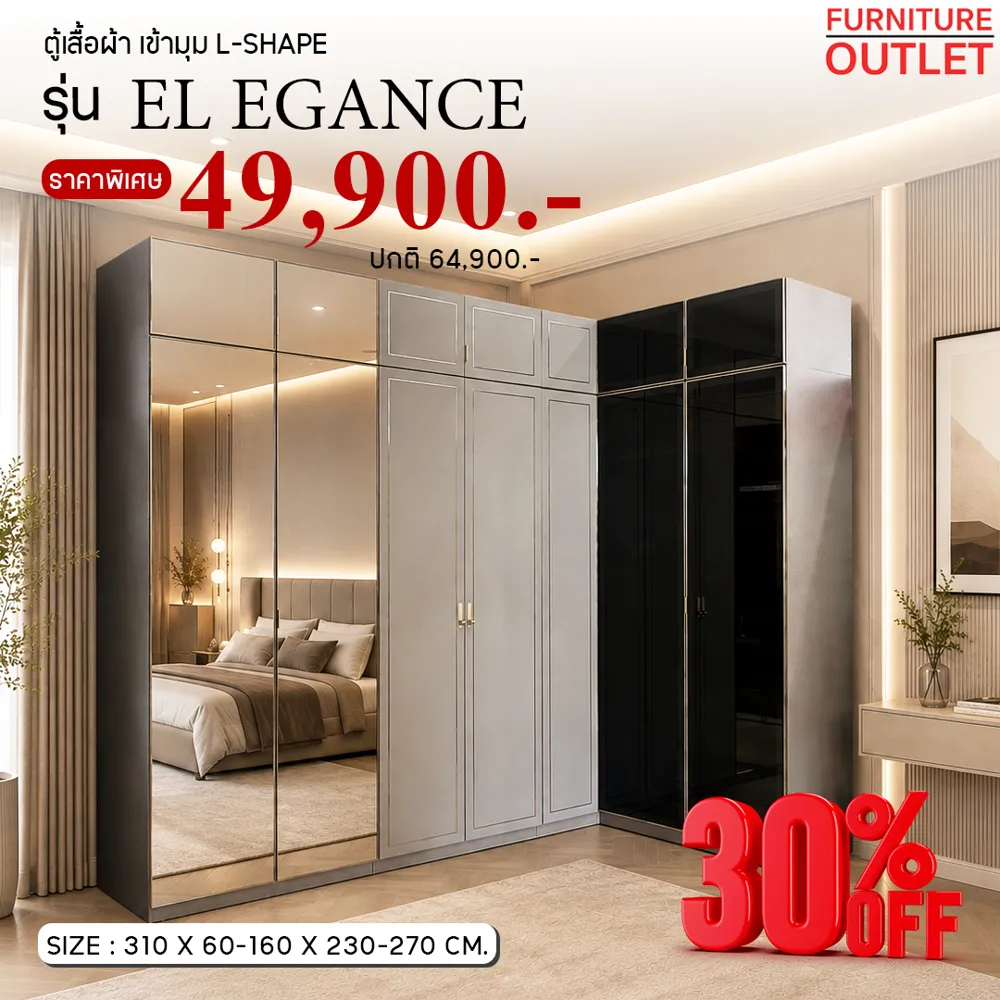 ตู้เสื้อผ้า เข้ามุม L-SHAPE
FURNITURE
OUTLET
รุ่น EL EGANCE
ราคาพิเศษ 49,900.-
ปกติ 64,900.-
30%
OFF
SIZE : 310 X 60-160 X 230-270 CM.